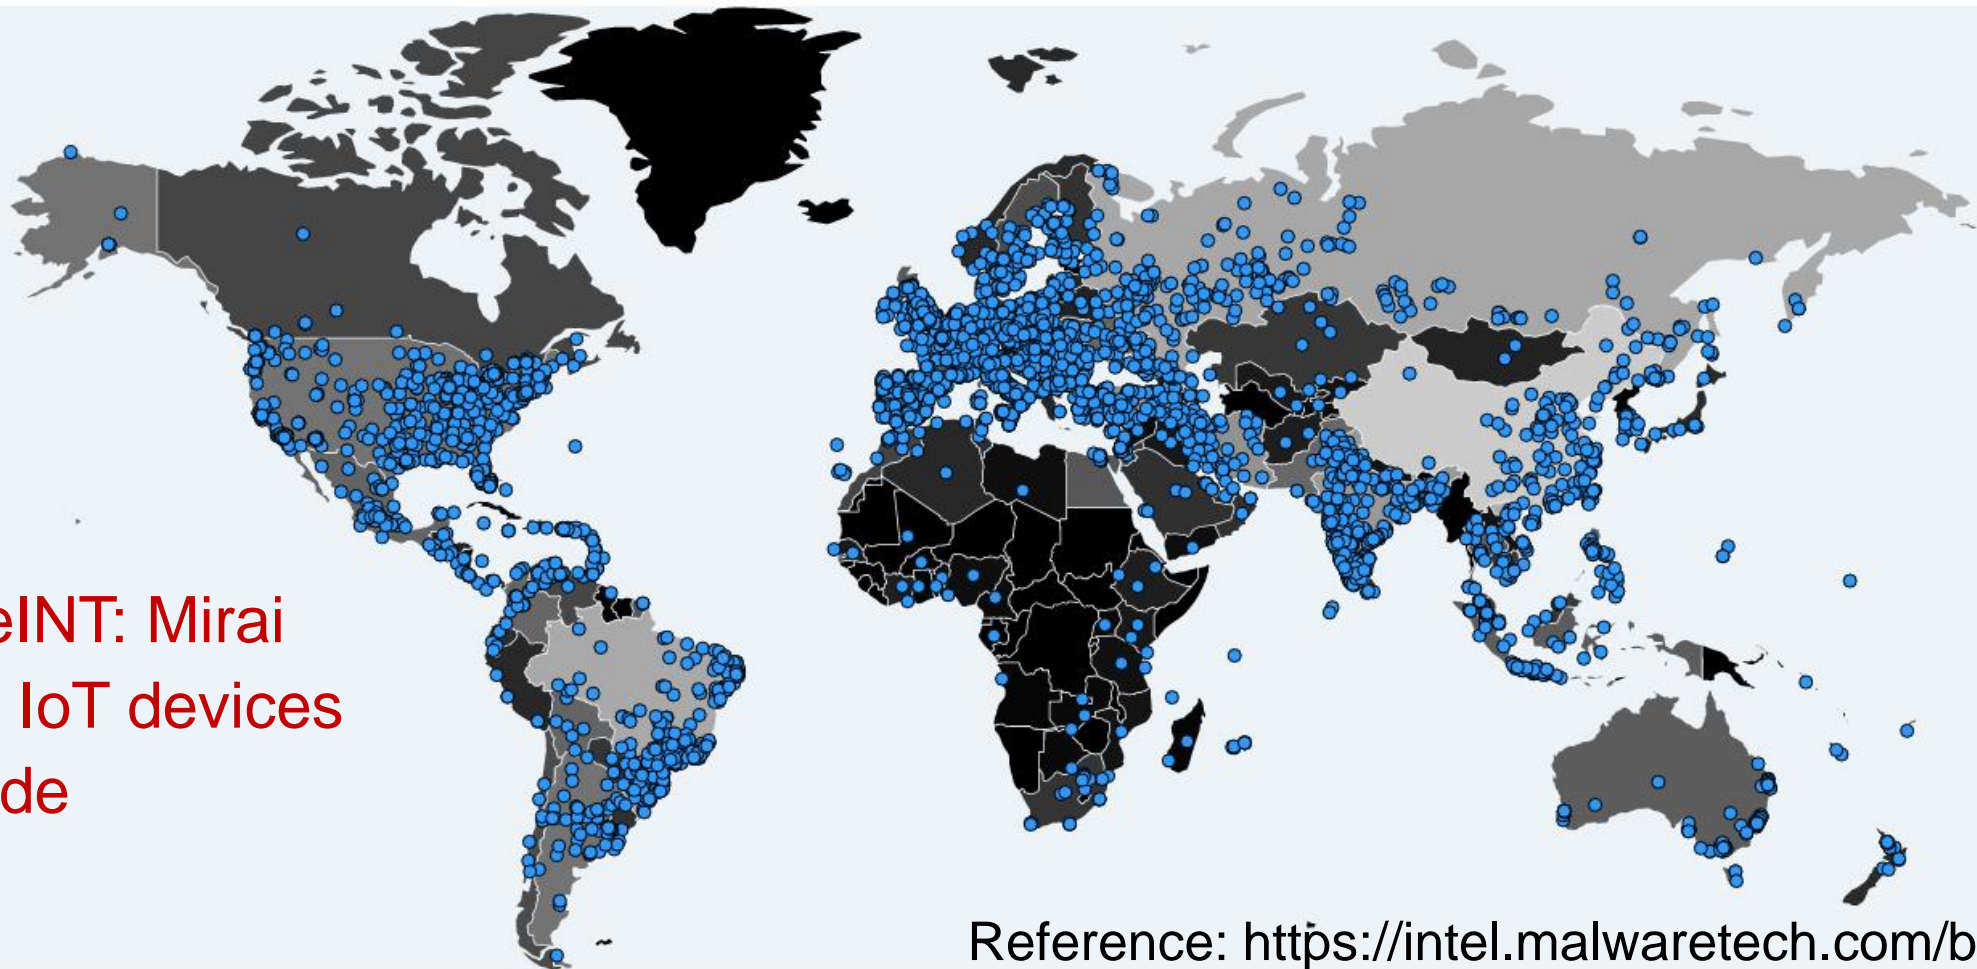 eINT: Mirai
IoT devices
de
Reference: https://intel.malwaretech.com/b